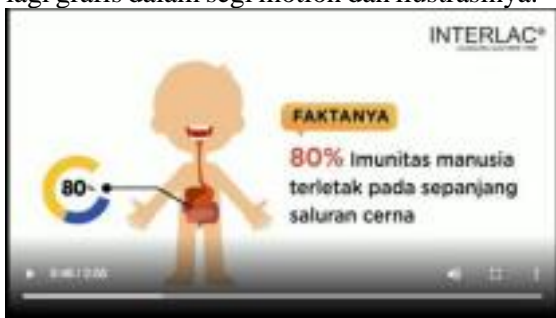 INTERLAC®
FAKTANYA
80% Imunitas manusia
terletak pada sepanjang
saluran cerna
80%